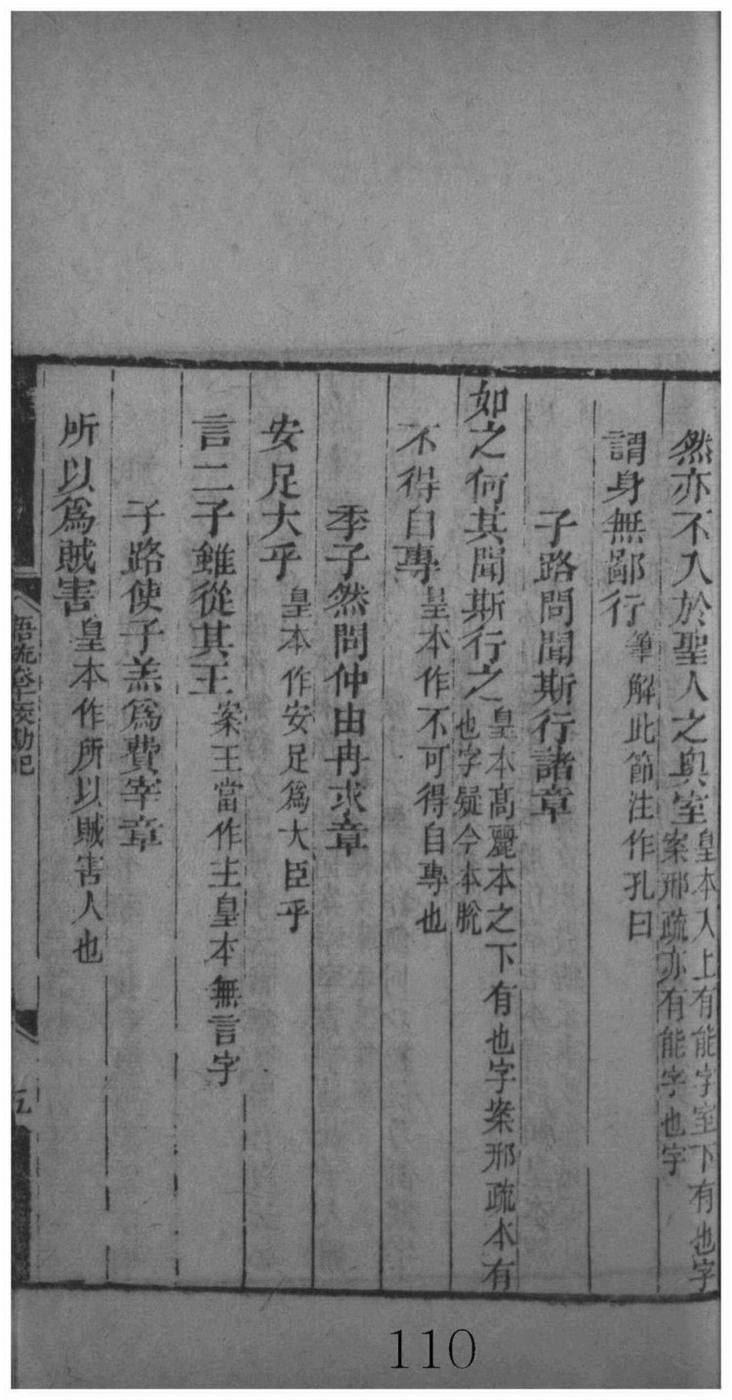 然亦不入於聖人之奧室皇本入上有能字室下有也字案邢疏亦有能字也字
謂身無鄙行筆解此節注作孔曰
子路問聞斯行諸章
如之何其聞斯行之皇本高麗本之下有也字案邢疏本有也字疑今本脫
不得自專皇本作不可得自專也
季子然問仲由冉求章
安足大乎皇本作安足爲大臣乎
言二子雖從其王案王當作主皇本無言字
子路使子羔爲費宰章
所以爲賊害皇本作所以賊害人也
110